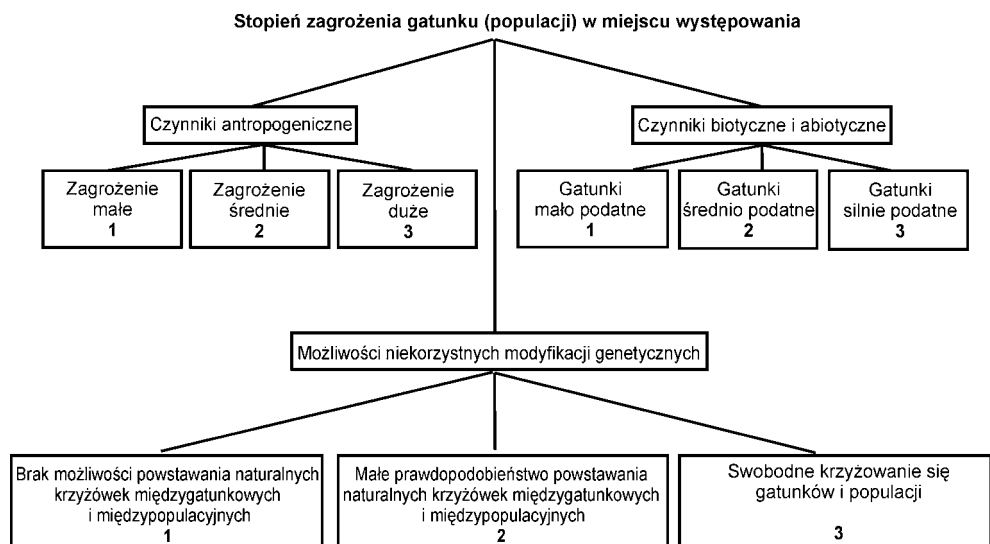 Stopień zagrożenia gatunku (populacji) w miejscu występowania
Czynniki antropogeniczne
Zagrożenie
małe
1
Zagrożenie
średnie
2
Zagrożenie
duże
3
Czynniki biotyczne i abiotyczne
Gatunki
mało podatne
1
Gatunki
średnio podatne
2
Gatunki
silnie podatne
3
Możliwości niekorzystnych modyfikacji genetycznych
Brak możliwości powstawania naturalnych
krzyżówek międzygatunkowych
i międzypopulacyjnych
1
Małe prawdopodobieństwo powstawania
naturalnych krzyżówek międzygatunkowych
i międzypopulacyjnych
2
Swobodne krzyżowanie się
gatunków i populacji
3